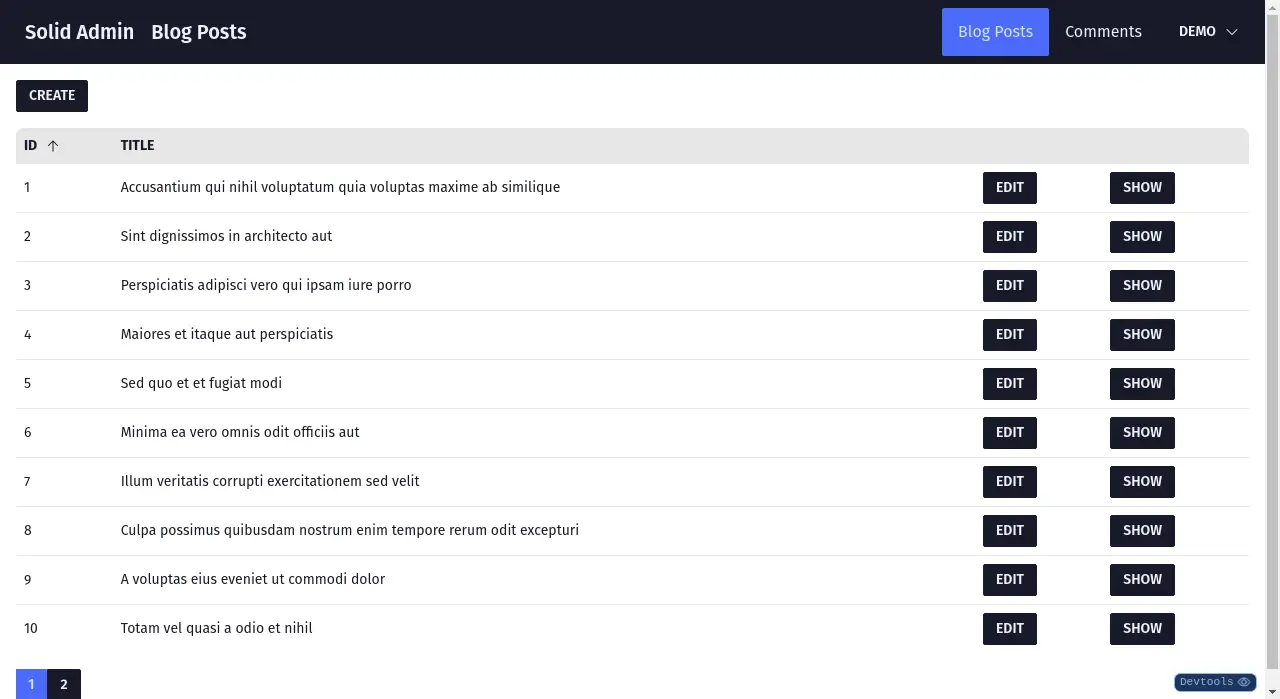 Solid Admin Blog Posts Blog Posts Comments DEMO
CREATE
ID TITLE
1 Accusantium qui nihil voluptatum quia voluptas maxime ab similique EDIT SHOW
2 Sint dignissimos in architecto aut EDIT SHOW
3 Perspiciatis adipisci vero qui ipsam iure porro EDIT SHOW
4 Maiores et itaque aut perspiciatis EDIT SHOW
5 Sed quo et et fugiat modi EDIT SHOW
6 Minima ea vero omnis odit officiis aut EDIT SHOW
7 Illum veritatis corrupti exercitationem sed velit EDIT SHOW
8 Culpa possimus quibusdam nostrum enim tempore rerum odit excepturi EDIT SHOW
9 A voluptas eius eveniet ut commodi dolor EDIT SHOW
10 Totam vel quasi a odio et nihil EDIT SHOW
1 2 Devtools